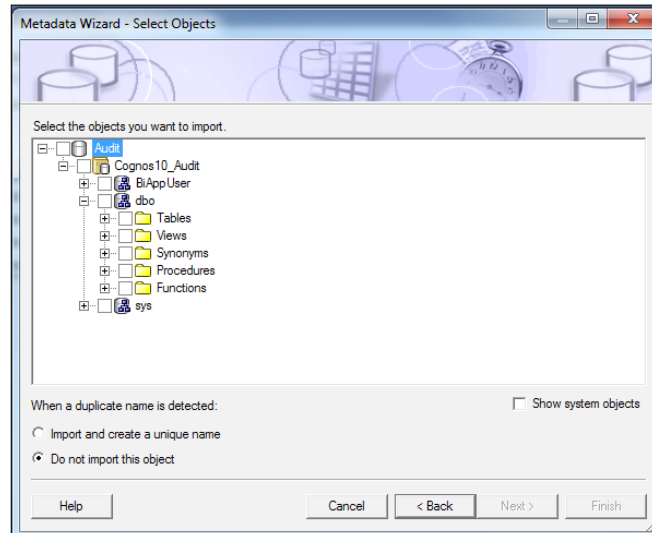 Metadata Wizard - Select Objects
Select the objects you want to import.
Audit
Cognos10_Audit
BiAppUser
dbo
Tables
Views
Synonyms
Procedures
Functions
sys
When a duplicate name is detected:
Show system objects
Import and create a unique name
Do not import this object
Help
Cancel
< Back
Next >
Finish